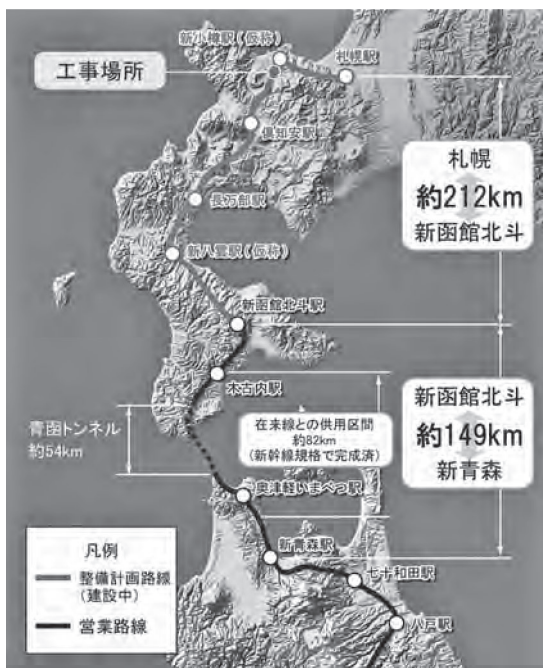 新小樽駅(仮称)
札幌駅
工事場所
倶知安駅
札幌
約212km
新函館北斗
長万部駅
新八雲駅(仮称)
新函館北斗駅
木古内駅
新函館北斗
約149km
新青森
在来線との供用区間
約82km
(新幹線規格で完成済)
青函トンネル
約54km
奥津軽いまべつ駅
新青森駅
七十和田駅
八戸駅
凡例
整備計画路線
(建設中)
営業路線